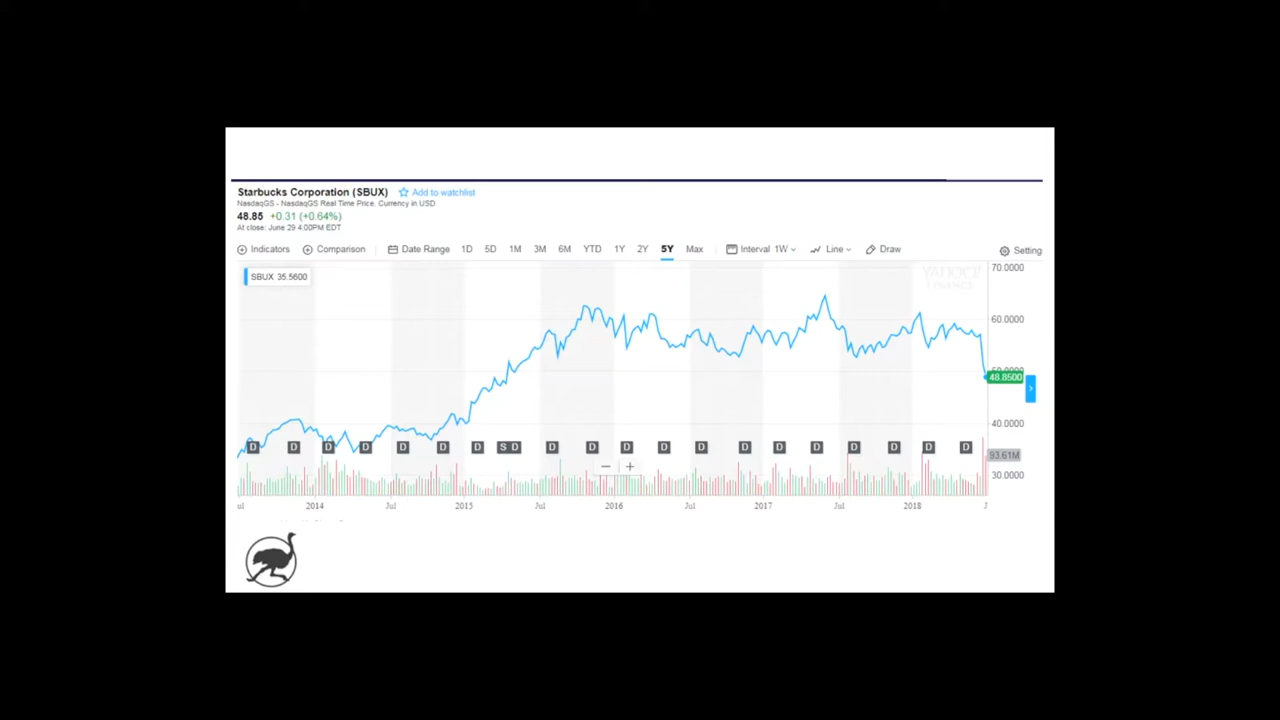 Starbucks Corporation (SBUX) Add to watchlist
NasdaqGS - NasdaqGS Real Time Price. Currency in USD
48.85 +0.31 (+0.64%)
At close: June 29 4:00PM EDT
Indicators Comparison Date Range 1D 5D 1M 3M 6M YTD 1Y 2Y 5Y Max Interval 1W Line Draw Setting
SBUX 35.5600
YAHOO!
FINANCE
70.0000
60.0000
48.8500
40.0000
D D D D D D S D D D D D D D D D D D D D
93.61M
30.0000
ul 2014 Jul 2015 Jul 2016 Jul 2017 Jul 2018 J